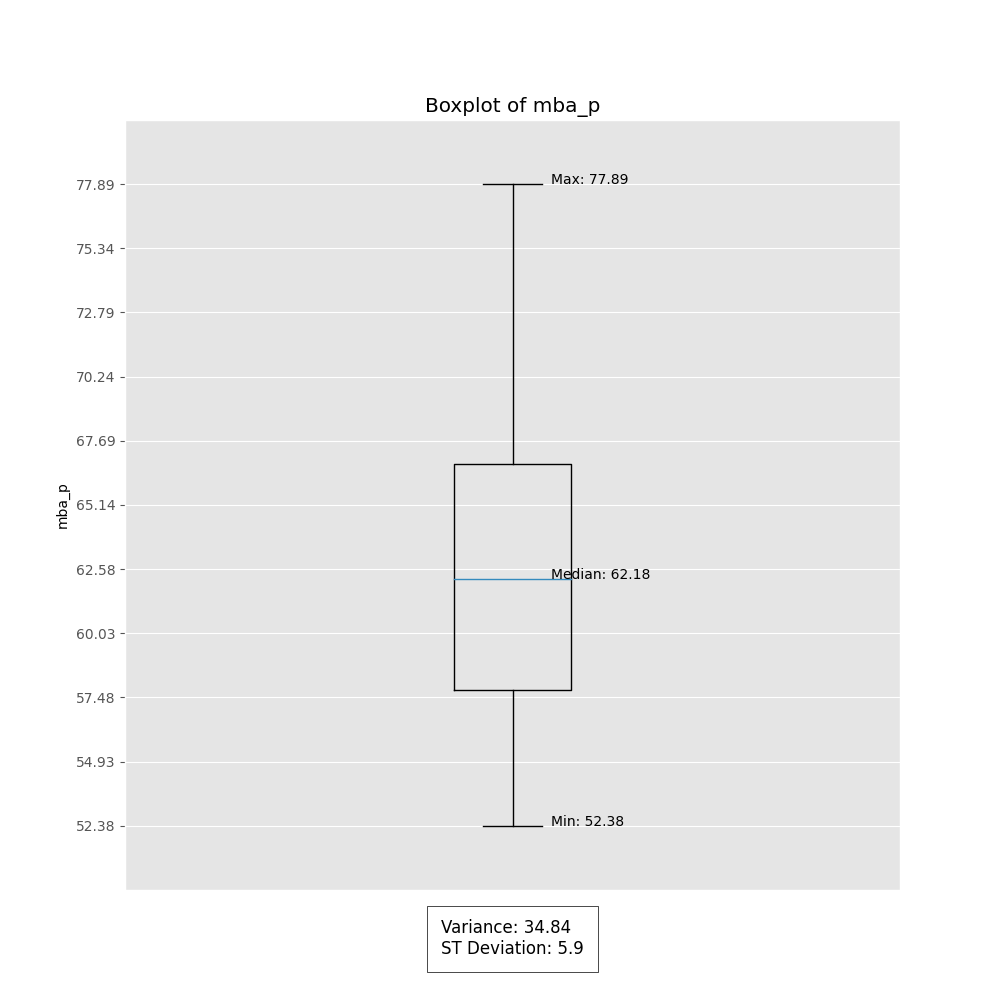 Boxplot of mba_p
77.89
Max: 77.89
75.34
72.79
70.24
67.69
mba_p
65.14
62.58
Median: 62.18
60.03
57.48
54.93
52.38
Min: 52.38
Variance: 34.84
ST Deviation: 5.9